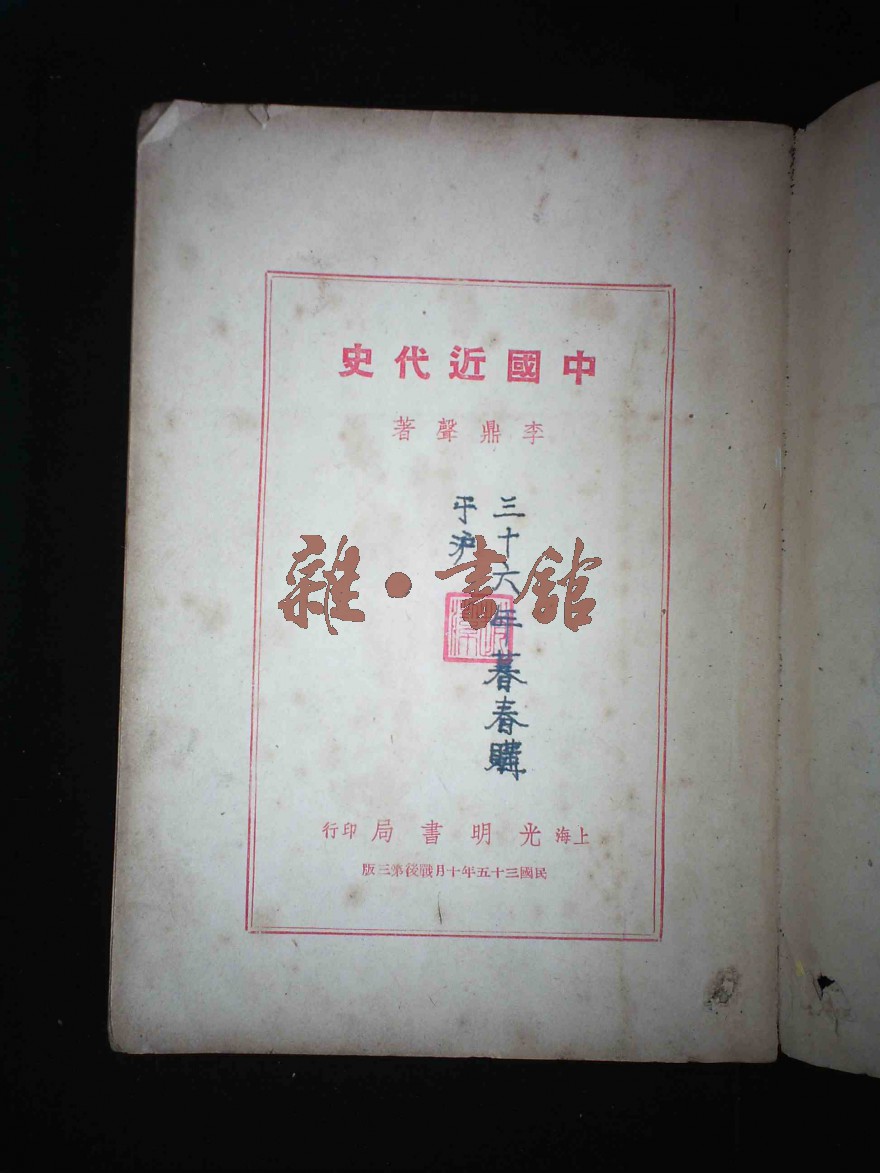 中國近代史
李鼎聲著
三十六年暮春購
于沪
雜·書館
上海光明書局印行
民國三十五年十月戰後第三版